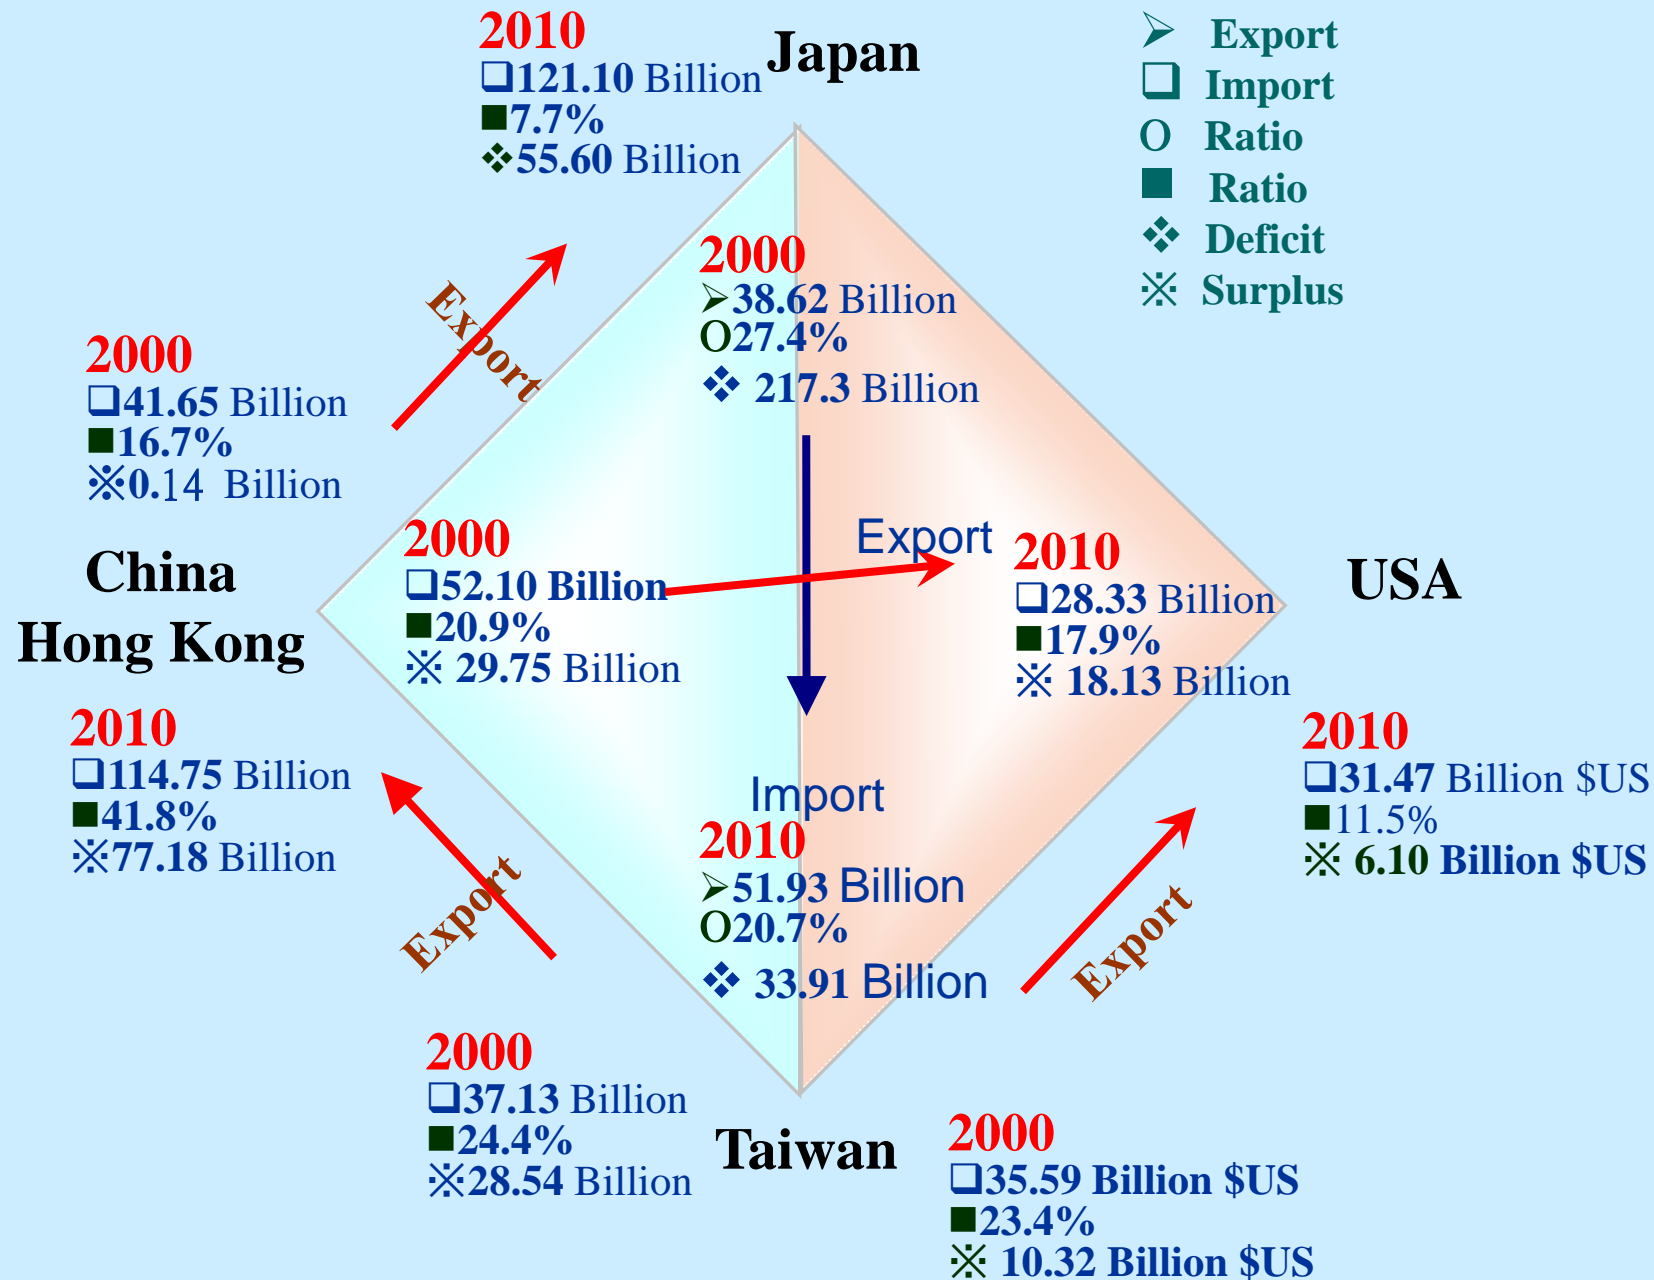 2010
❑121.10 Billion
■7.7%
❖55.60 Billion
Japan
➢ Export
❑ Import
O Ratio
■ Ratio
❖ Deficit
※ Surplus
2000
➢38.62 Billion
O27.4%
❖ 217.3 Billion
Export
2000
❑41.65 Billion
■16.7%
※0.14 Billion
China
Hong Kong
2000
❑52.10 Billion
■20.9%
※ 29.75 Billion
Export
2010
❑28.33 Billion
■17.9%
※ 18.13 Billion
USA
2010
❑114.75 Billion
■41.8%
※77.18 Billion
Export
Import
2010
➢51.93 Billion
O20.7%
❖ 33.91 Billion
Export
2010
❑31.47 Billion $US
■11.5%
※ 6.10 Billion $US
2000
❑37.13 Billion
■24.4%
※28.54 Billion
Taiwan
2000
❑35.59 Billion $US
■23.4%
※ 10.32 Billion $US